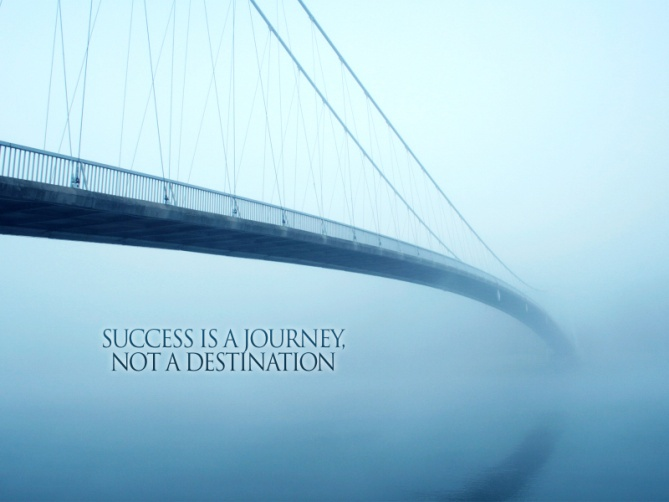 SUCCESS IS A JOURNEY,
NOT A DESTINATION